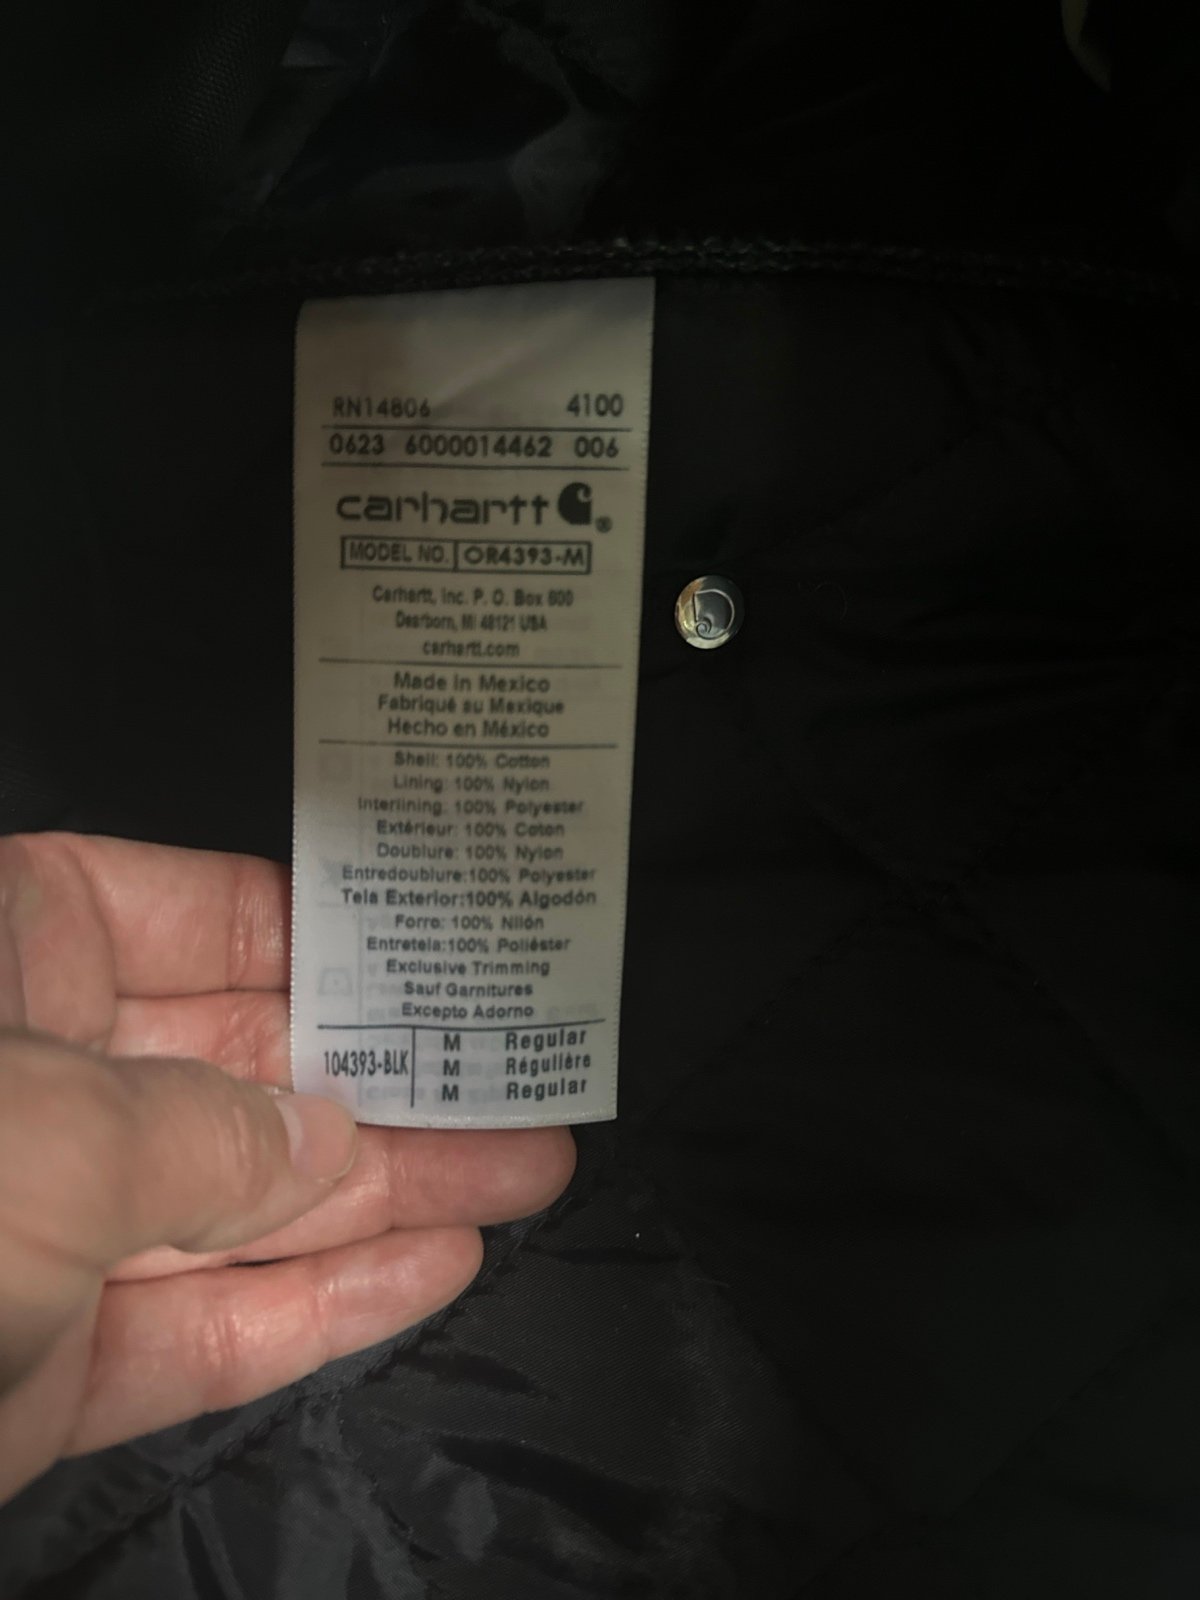 RN14806 4100
0623 6000014462 006
carhartt ®
MODEL NO. OR4393-M
Carhartt, Inc. P. O. Box 600
Dearborn, MI 48121 USA
carhartt.com
Made in Mexico
Fabriqué au Mexique
Hecho en México
Shell: 100% Cotton
Lining: 100% Nylon
Interlining: 100% Polyester
Extérieur: 100% Coton
Doublure: 100% Nylon
Entredoublure:100% Polyester
Tela Exterior:100% Algodón
Forro: 100% Nilón
Entretela:100% Poliéster
Exclusive Trimming
Sauf Garnitures
Excepto Adorno
104393-BLK
M Regular
M Régulière
M Regular